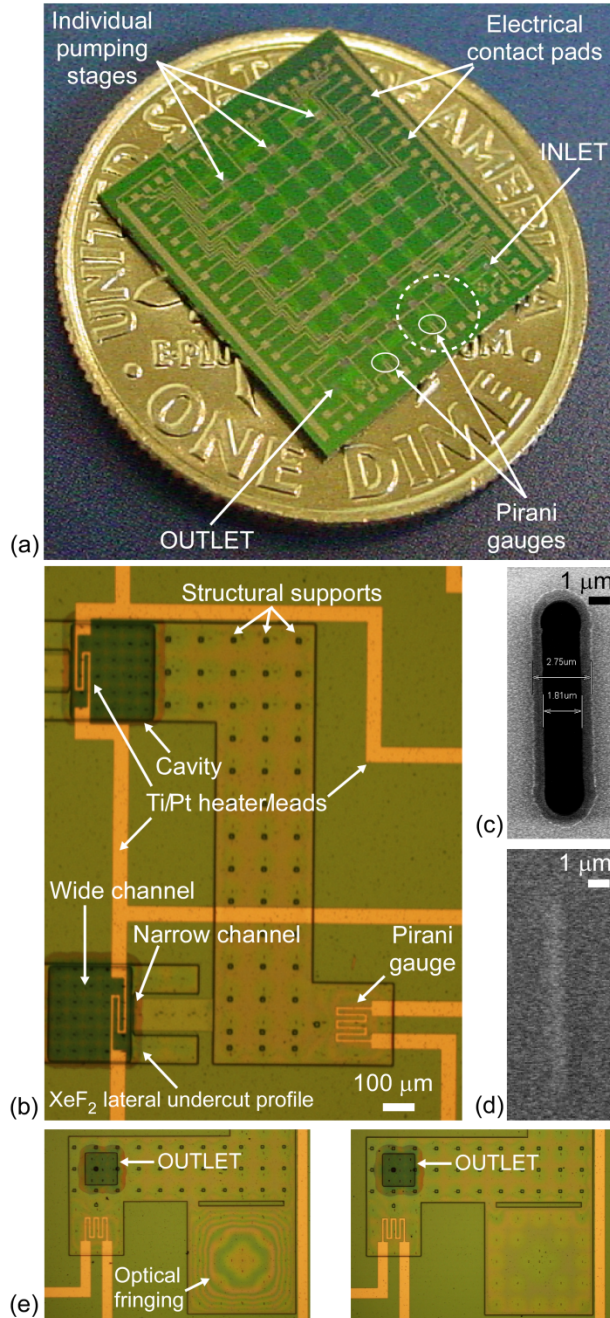 Individual
pumping
stages
Electrical
contact pads
INLET
UNITED
STATES OF AMERICA
E·PLU
UM
ONE DIME
OUTLET
Pirani
gauges
(a)
Structural supports
Cavity
Ti/Pt heater/leads
Wide channel
Narrow channel
Pirani
gauge
XeF2 lateral undercut profile
100 μm
(b)
1 μm
2.75um
1.81um
(c)
1 μm
(d)
OUTLET
Optical
fringing
OUTLET
(e)